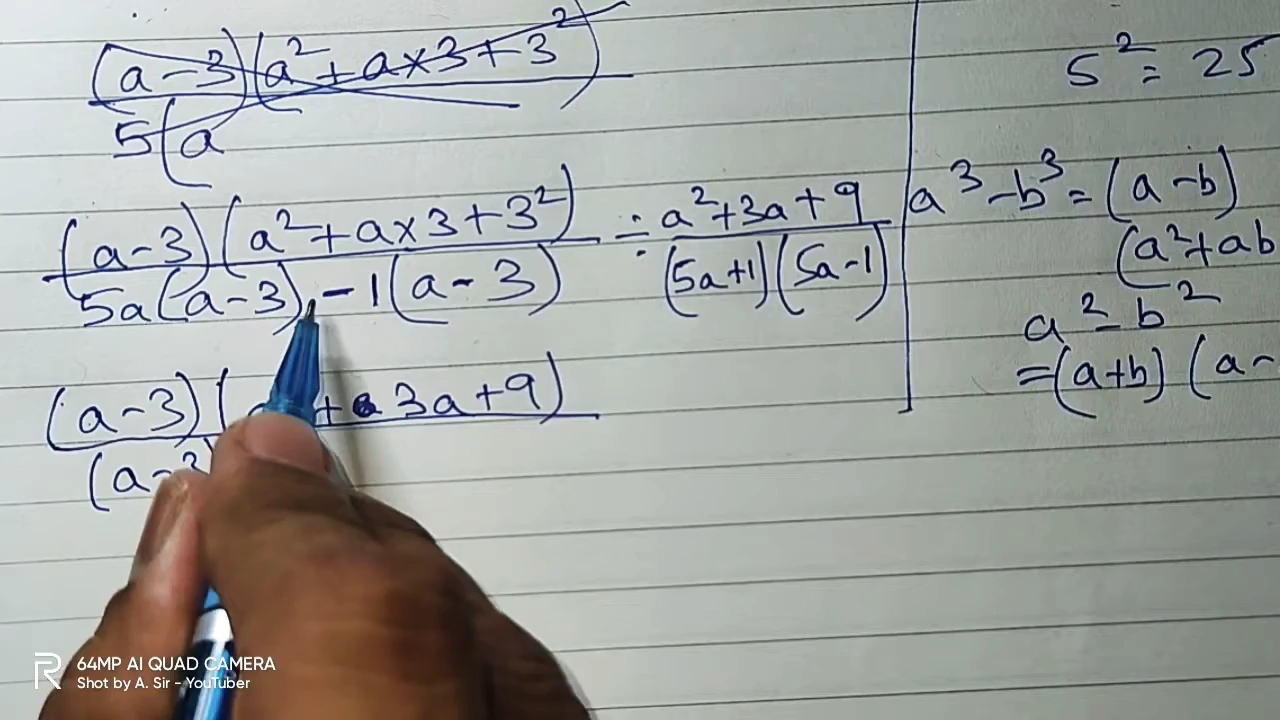 (a-3)(a²+a×3+3²)
5(a
(a-3)(a²+a×3+3²) ÷ a²+3a+9
5a(a-3)-1(a-3) (5a+1)(5a-1)
(a-3)( +3a+9)
(a-3)
5² = 25
a³-b³=(a-b)
(a²+ab
a²-b²
=(a+b)(a-
64MP AI QUAD CAMERA
Shot by A. Sir - YouTuber